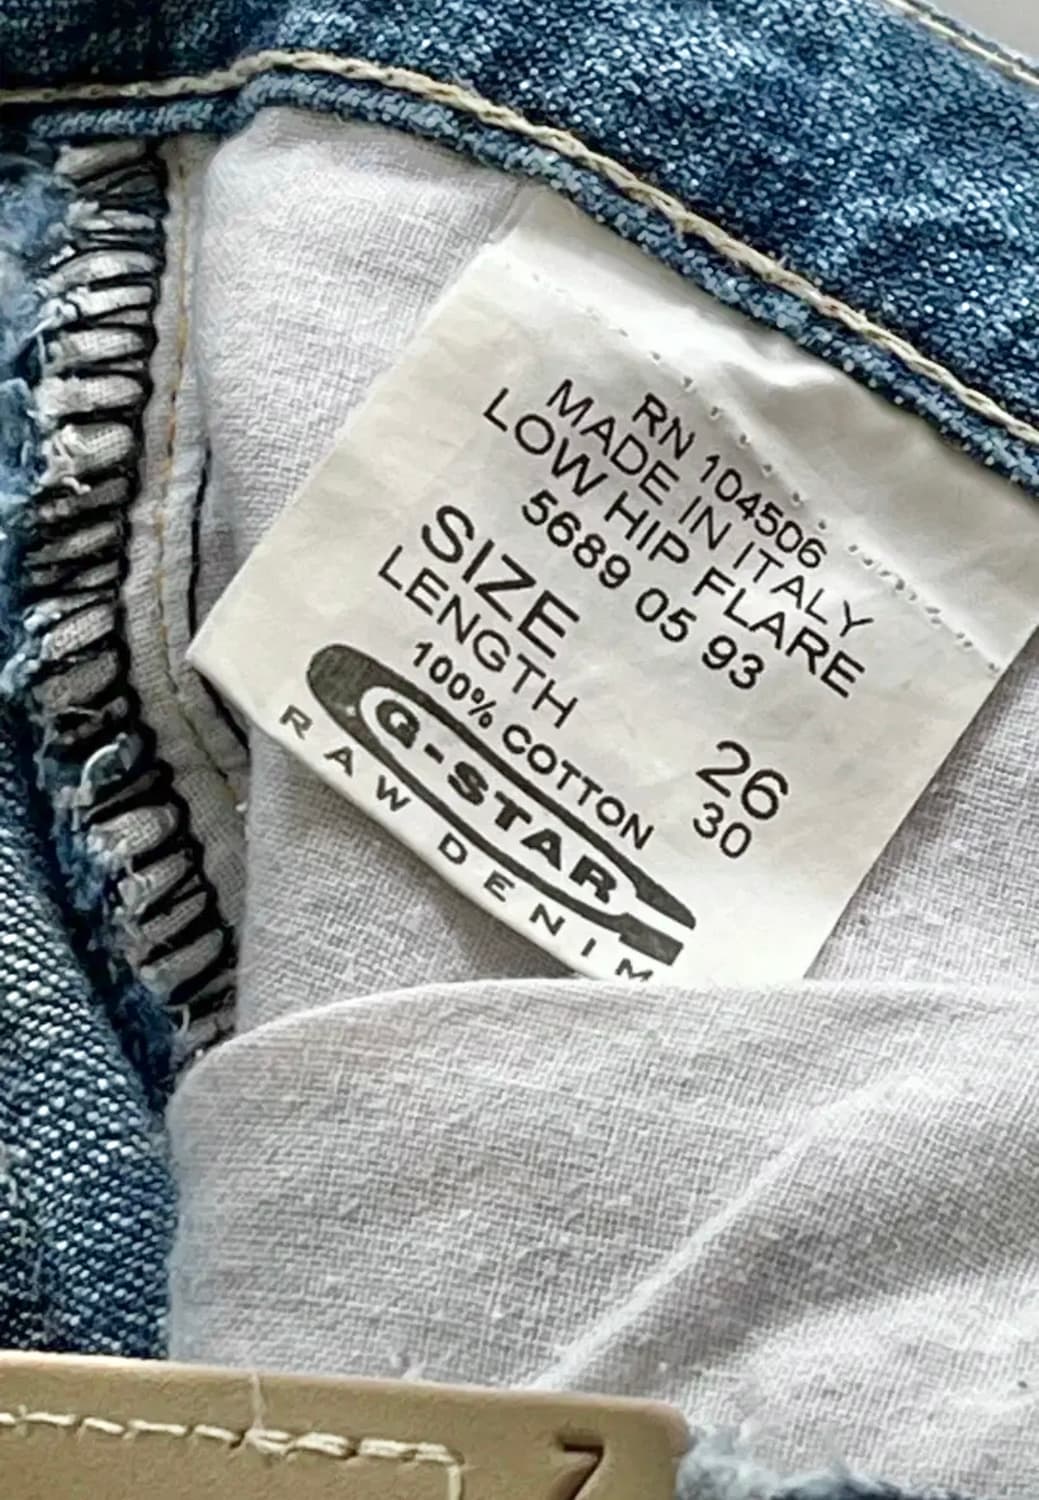 RN 104506
MADE IN ITALY
LOW HIP FLARE
5689 05 93
SIZE 26
LENGTH 30
100% COTTON
G-STAR
RAW DENIM